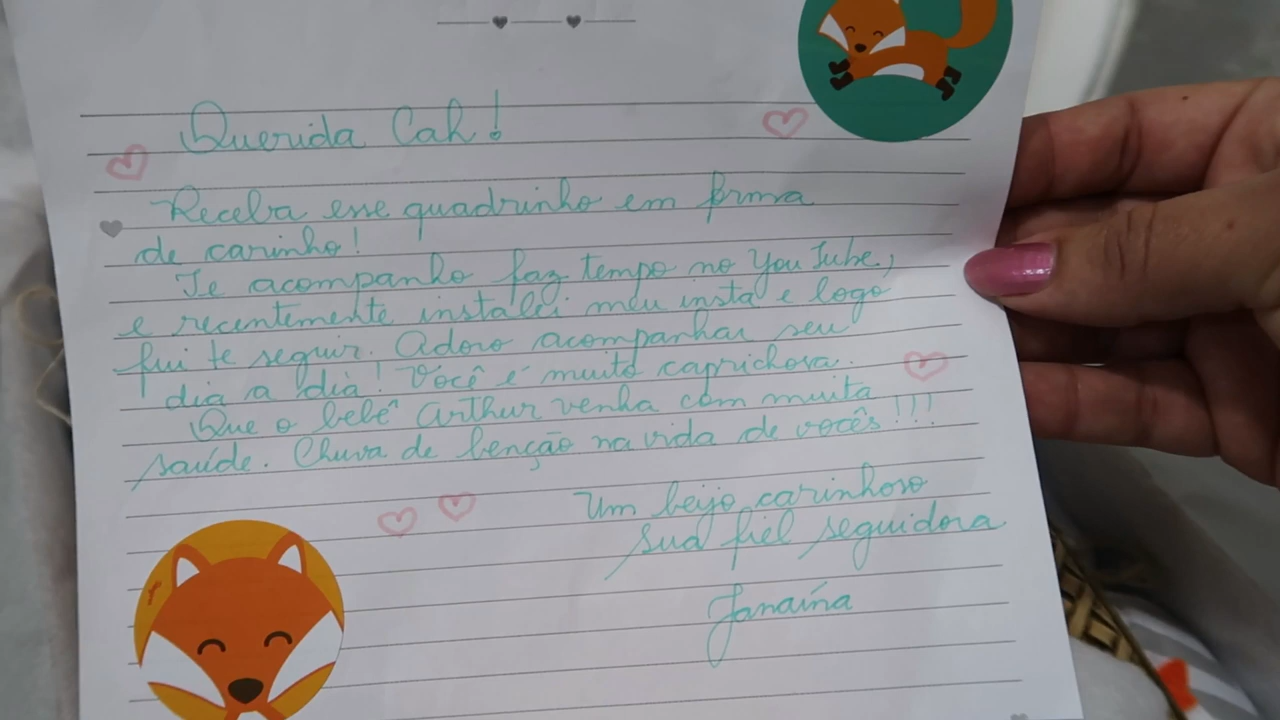 Querida Cah!
Receba esse quadrinho em forma
de carinho!
Te acompanho faz tempo no YouTube,
e recentemente instalei meu insta e logo
fui te seguir. Adoro acompanhar seu
dia a dia! Você é muito caprichosa.
Que o bebê Arthur venha com muita
saúde. Chuva de benção na vida de vocês!!!
Um beijo carinhoso
sua fiel seguidora
Janaína